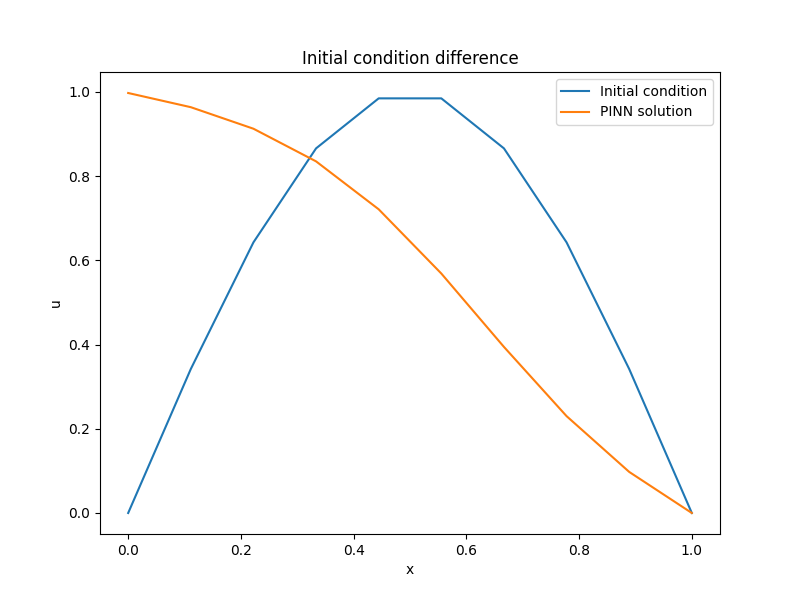 Initial condition difference
Initial condition
PINN solution
1.0
0.8
0.6
0.4
0.2
0.0
u
0.0 0.2 0.4 0.6 0.8 1.0
x